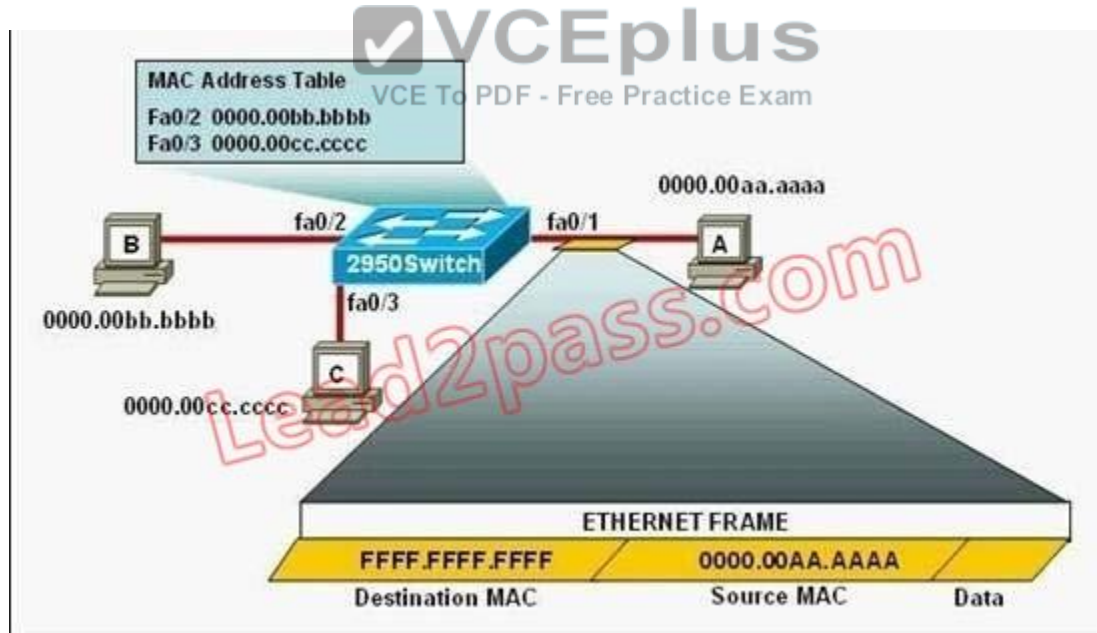 VCEplus
VCE To PDF - Free Practice Exam
MAC Address Table
Fa0/2 0000.00bb.bbbb
Fa0/3 0000.00cc.cccc
0000.00aa.aaaa
fa0/2
fa0/1
B
A
2950Switch
fa0/3
0000.00bb.bbbb
C
0000.00cc.cccc
Lead2pass.com
ETHERNET FRAME
FFFF.FFFF.FFFF 0000.00AA.AAAA
Destination MAC Source MAC Data